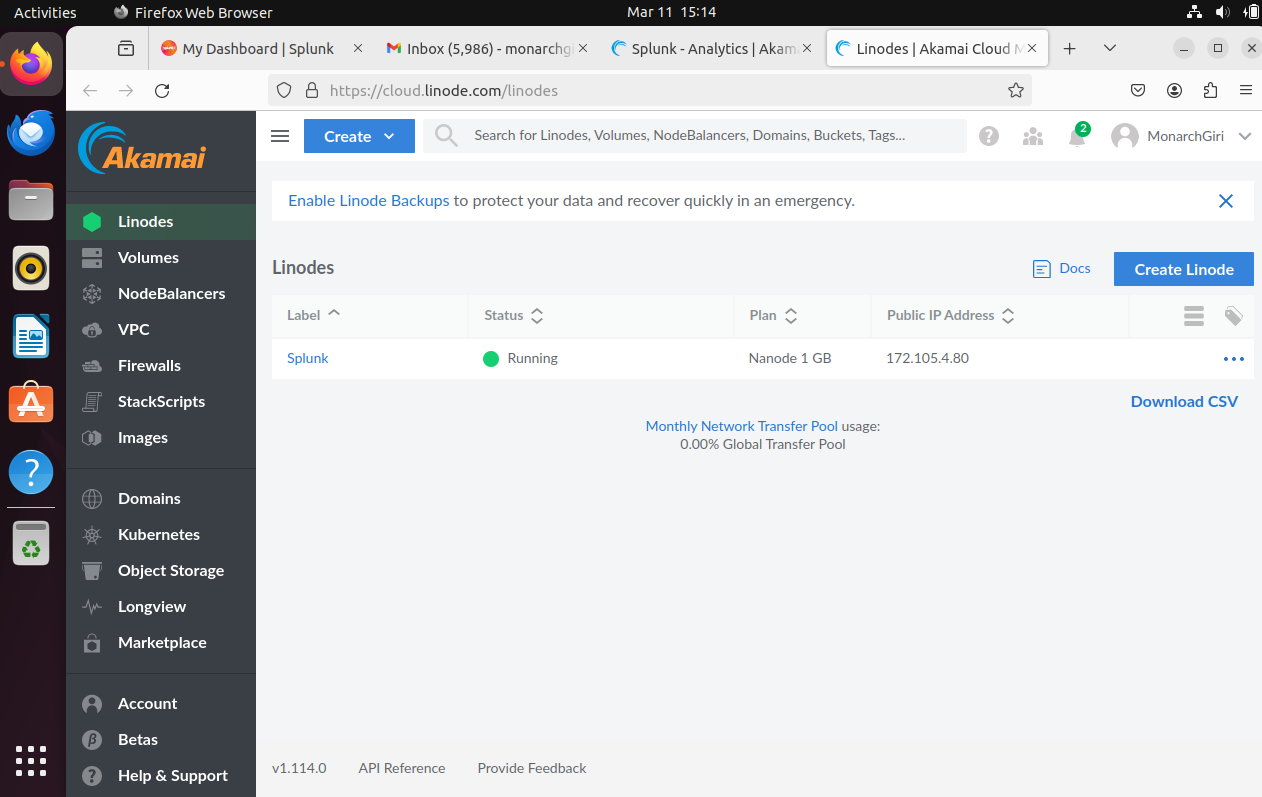 Activities Firefox Web Browser Mar 11 15:14
My Dashboard | Splunk Inbox (5,986) - monarchgi Splunk - Analytics | Akam Linodes | Akamai Cloud M
https://cloud.linode.com/linodes
Akamai
Create Search for Linodes, Volumes, NodeBalancers, Domains, Buckets, Tags... ? 2 MonarchGiri
Enable Linode Backups to protect your data and recover quickly in an emergency.
Linodes
Volumes
NodeBalancers
VPC
Firewalls
StackScripts
Images
Domains
Kubernetes
Object Storage
Longview
Marketplace
Account
β Betas
? Help & Support
Linodes Docs Create Linode
Label Status Plan Public IP Address
Splunk Running Nanode 1 GB 172.105.4.80
Download CSV
Monthly Network Transfer Pool usage:
0.00% Global Transfer Pool
v1.114.0 API Reference Provide Feedback